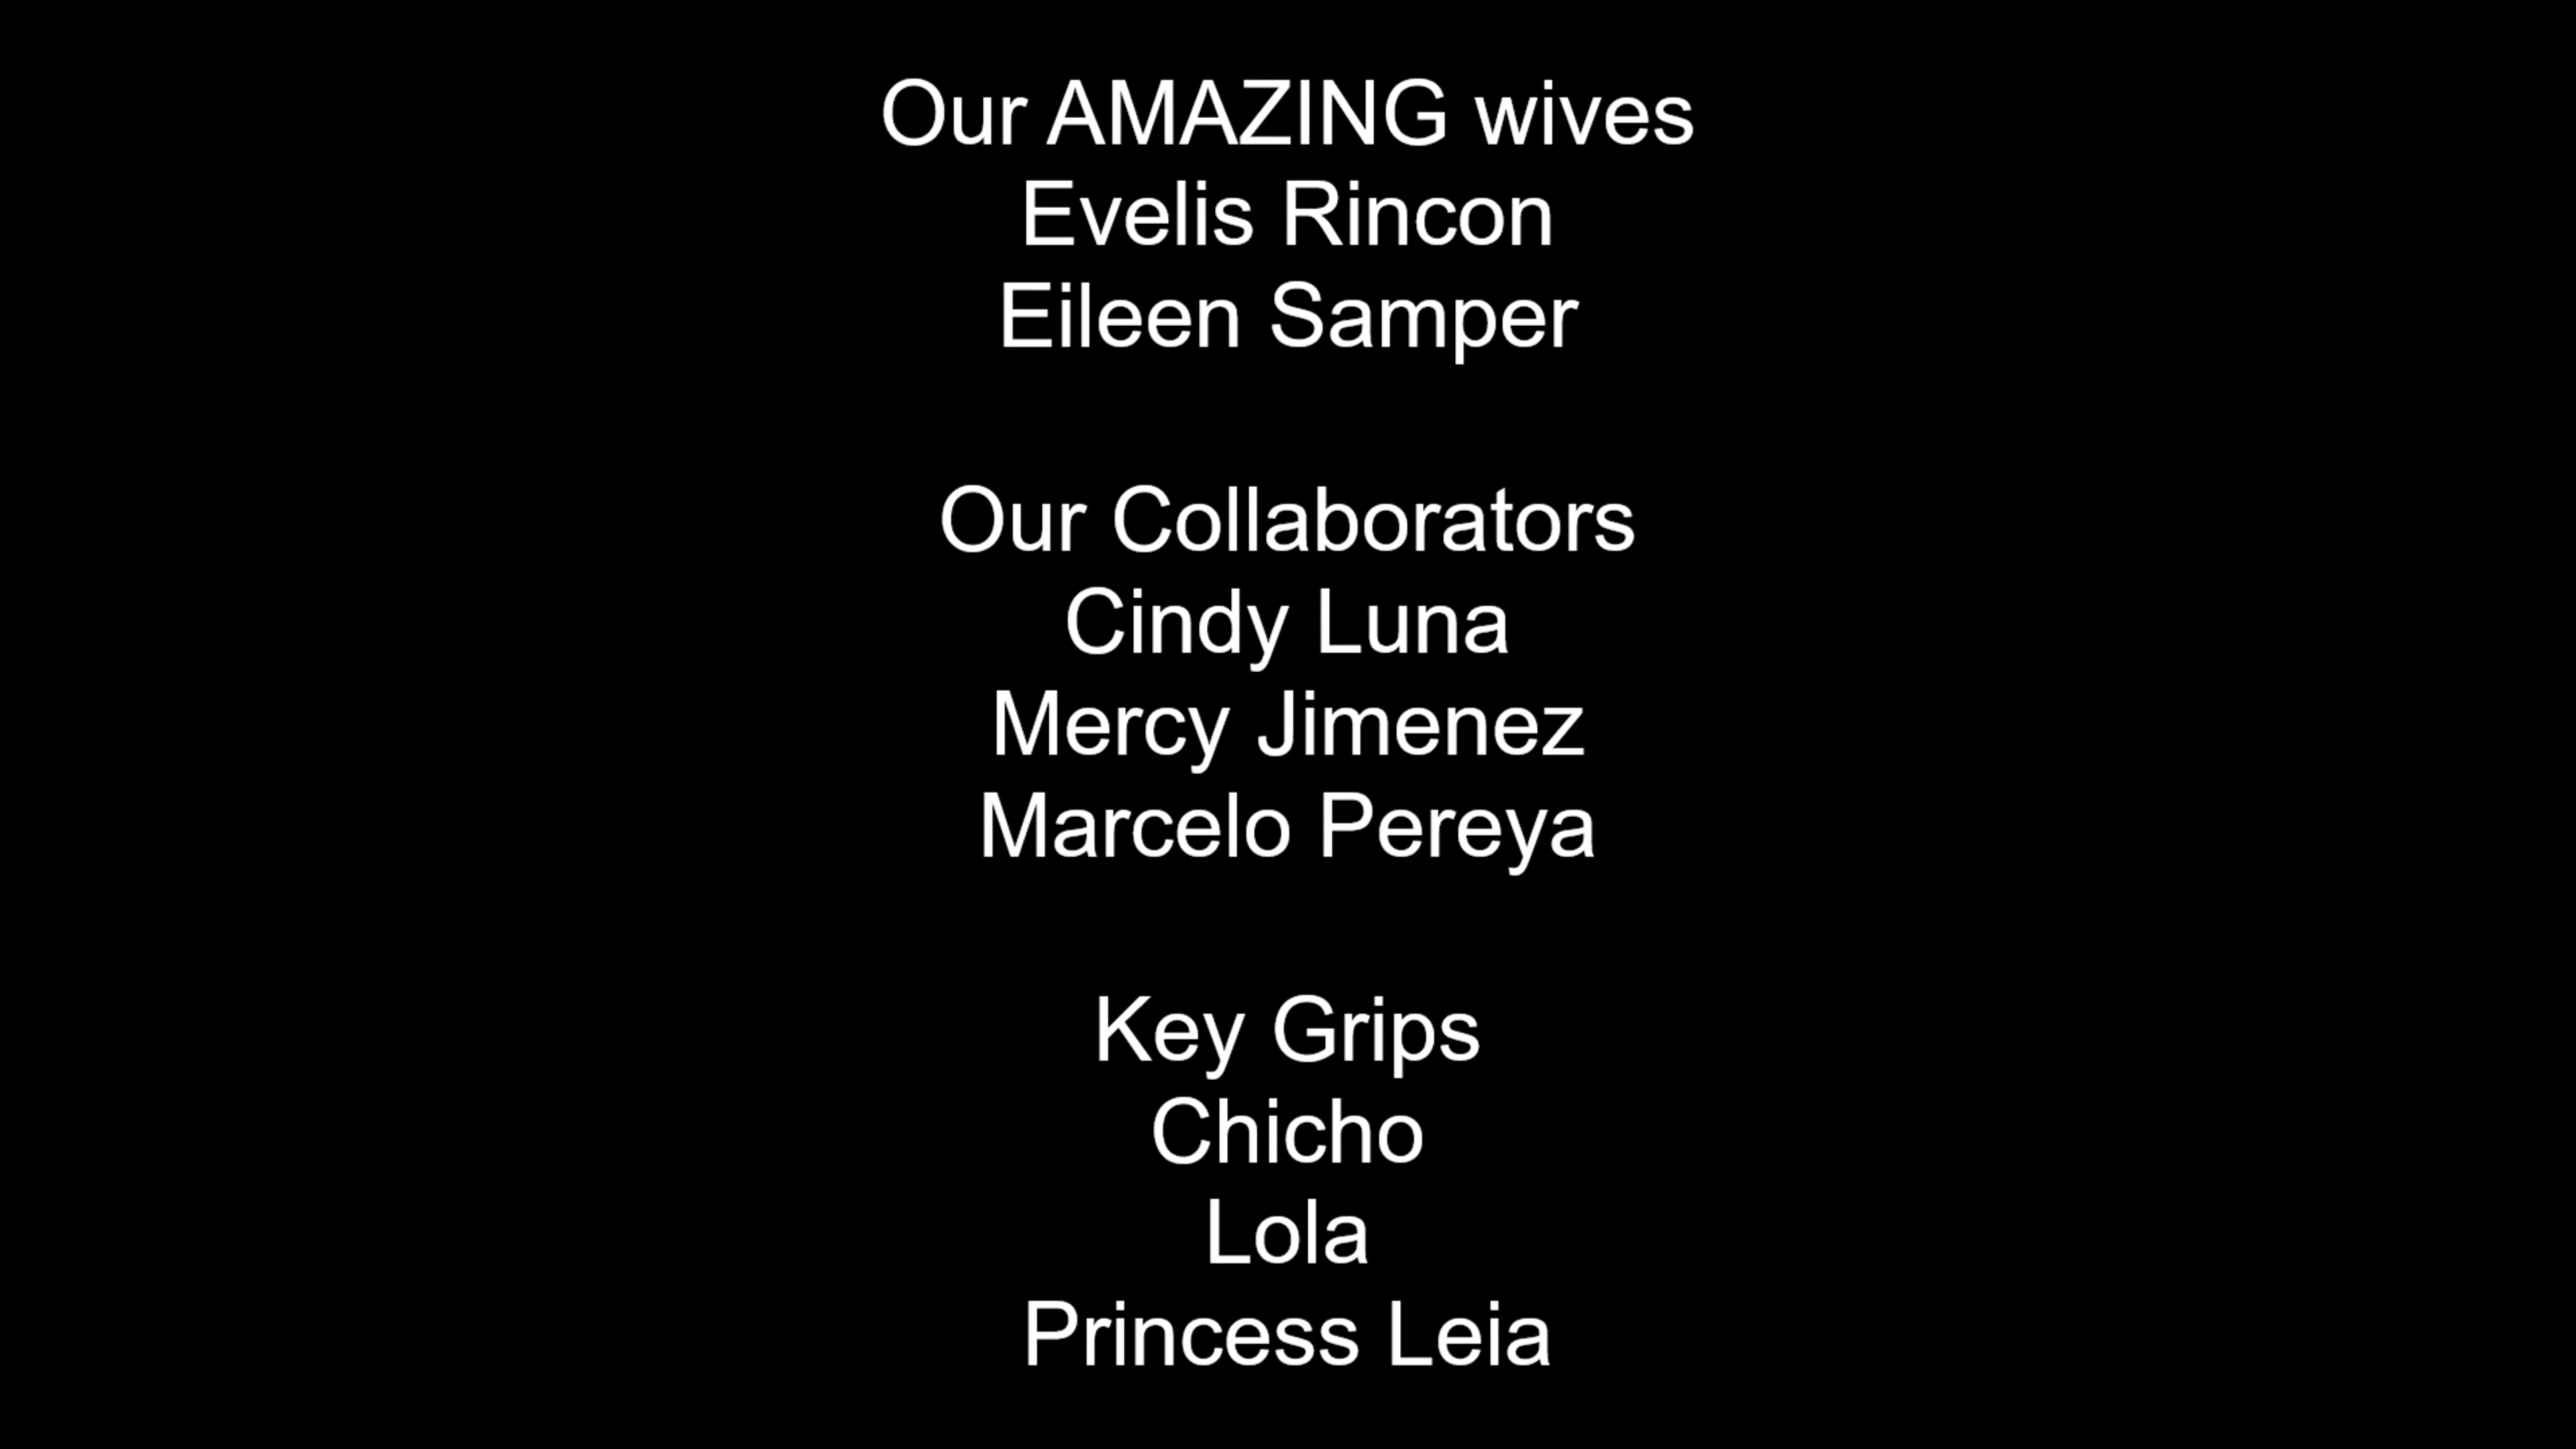 Our AMAZING wives
Evelis Rincon
Eileen Samper
Our Collaborators
Cindy Luna
Mercy Jimenez
Marcelo Pereya
Key Grips
Chicho
Lola
Princess Leia